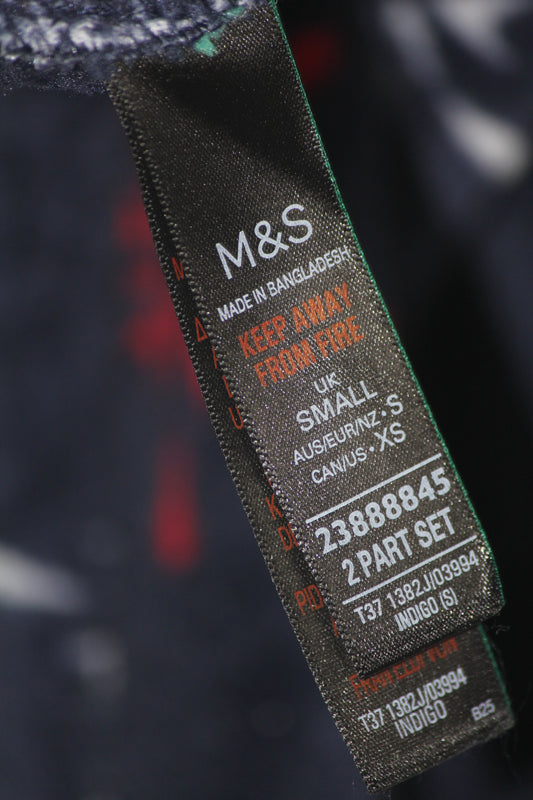 M&S
MADE IN BANGLADESH
KEEP AWAY
FROM FIRE
UK
SMALL
AUS/EUR/NZ • S
CAN/US • XS
23888845
2 PART SET
T37 1382J/03994
INDIGO (S)
T37 1382J/03994
INDIGO
B25